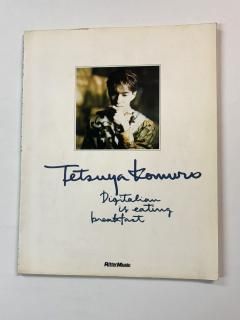 Tetsuya Komuro
Digitalian
is eating
breakfast
RittorMusic